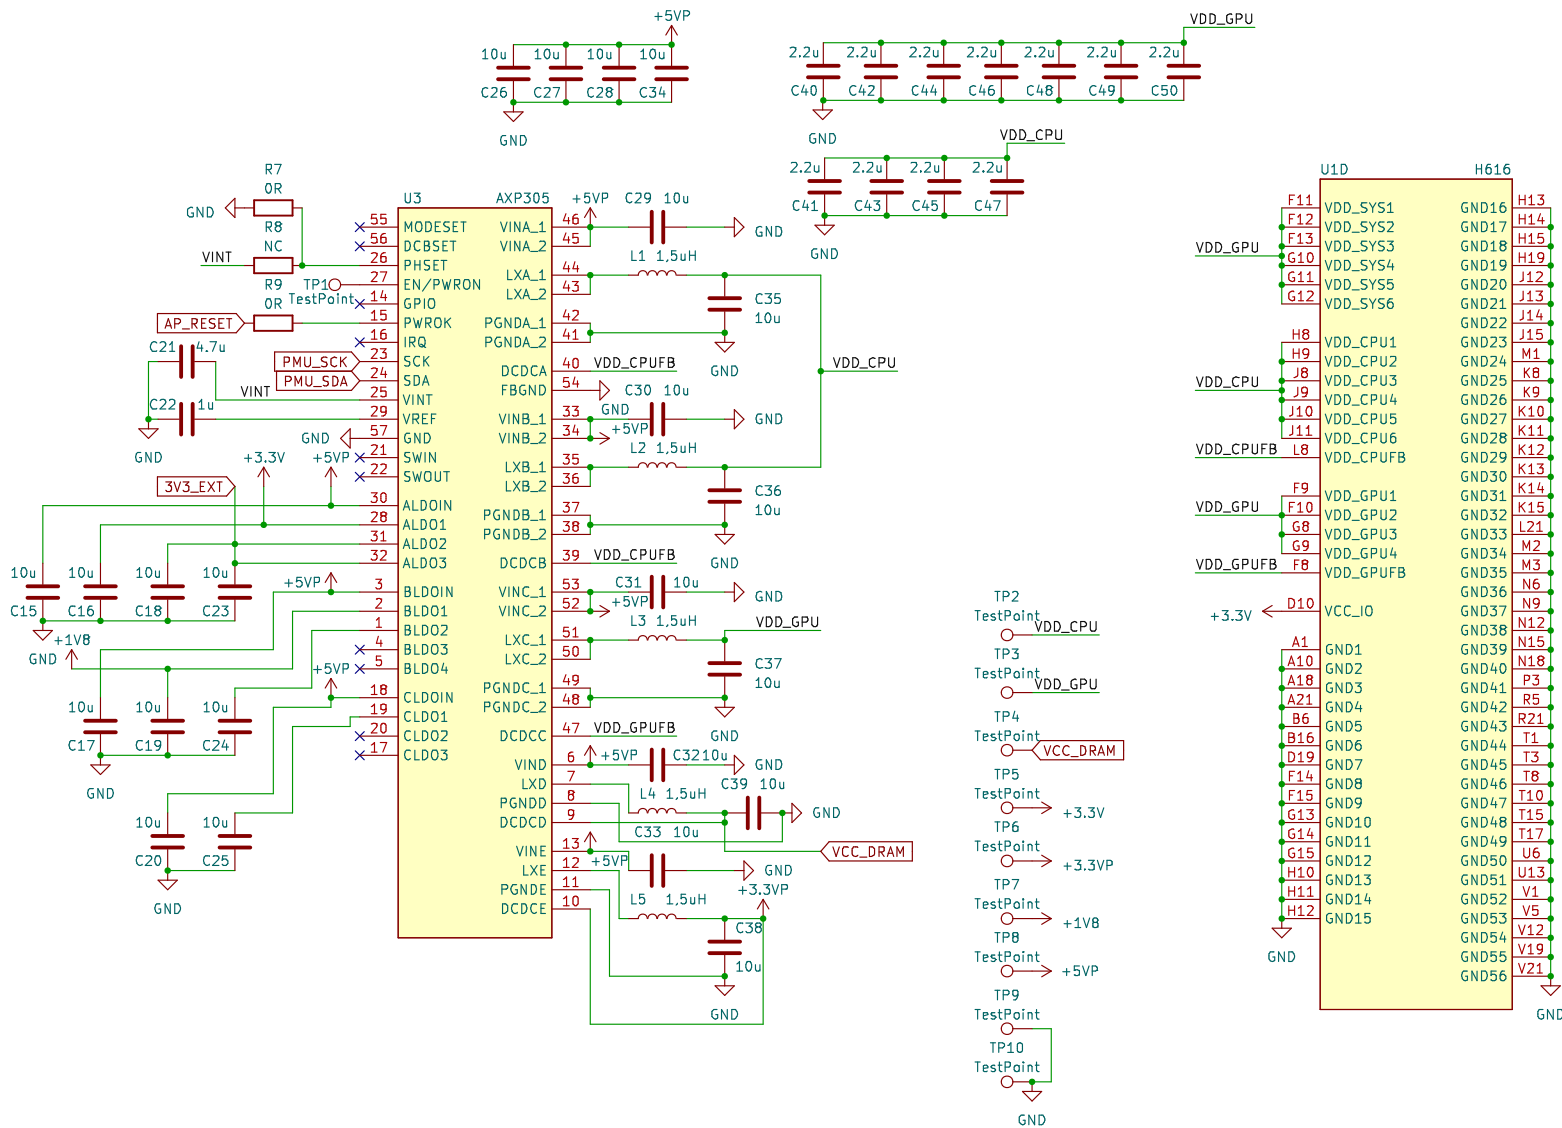 +5VP
10u 10u 10u 10u
C26 C27 C28 C34
GND
VDD_GPU
2.2u 2.2u 2.2u 2.2u 2.2u 2.2u 2.2u
C40 C42 C44 C46 C48 C49 C50
GND
VDD_CPU
2.2u 2.2u 2.2u 2.2u
C41 C43 C45 C47
GND
R7
0R
GND
R8
NC
VINT
R9
0R
TP1
TestPoint
AP_RESET
C21 4.7u
PMU_SCK
PMU_SDA
VINT
C22 1u
GND
GND
+3.3V +5VP
3V3_EXT
10u 10u 10u 10u
C15 C16 C18 C23
GND
+5VP
+1V8
+5VP
10u 10u 10u
C17 C19 C24
GND
10u 10u
C20 C25
GND
U3 AXP305
55 MODESET
56 DCBSET
26 PHSET
27 EN/PWRON
14 GPIO
15 PWROK
16 IRQ
23 SCK
24 SDA
25 VINT
29 VREF
57 GND
21 SWIN
22 SWOUT
30 ALDOIN
28 ALDO1
31 ALDO2
32 ALDO3
3 BLDOIN
2 BLDO1
1 BLDO2
4 BLDO3
5 BLDO4
18 CLDOIN
19 CLDO1
20 CLDO2
17 CLDO3
VINA_1 46
VINA_2 45
LXA_1 44
LXA_2 43
PGNDA_1 42
PGNDA_2 41
DCDCA 40
FBGND 54
VINB_1 33
VINB_2 34
LXB_1 35
LXB_2 36
PGNDB_1 37
PGNDB_2 38
DCDCB 39
VINC_1 53
VINC_2 52
LXC_1 51
LXC_2 50
PGNDC_1 49
PGNDC_2 48
DCDCC 47
VIND 6
LXD 7
PGNDD 8
DCDCD 9
VINE 13
LXE 12
PGNDE 11
DCDCE 10
+5VP
C29 10u
GND
L1 1,5uH
C35
10u
GND
VDD_CPUFB
VDD_CPU
GND
C30 10u
+5VP
GND
L2 1,5uH
C36
10u
GND
VDD_CPUFB
C31 10u
+5VP
GND
L3 1,5uH
VDD_GPU
C37
10u
GND
VDD_GPUFB
+5VP
C32 10u
GND
L4 1,5uH
C39 10u
GND
VCC_DRAM
+5VP
C33 10u
GND
L5 1,5uH
+3.3VP
C38
10u
GND
TP2
TestPoint
VDD_CPU
TP3
TestPoint
VDD_GPU
TP4
TestPoint
VCC_DRAM
TP5
TestPoint
+3.3V
TP6
TestPoint
+3.3VP
TP7
TestPoint
+1V8
TP8
TestPoint
+5VP
TP9
TestPoint
TP10
TestPoint
GND
U1D H616
VDD_GPU
F11 VDD_SYS1
F12 VDD_SYS2
F13 VDD_SYS3
G10 VDD_SYS4
G11 VDD_SYS5
G12 VDD_SYS6
VDD_CPU
H8 VDD_CPU1
H9 VDD_CPU2
J8 VDD_CPU3
J9 VDD_CPU4
J10 VDD_CPU5
J11 VDD_CPU6
VDD_CPUFB
L8 VDD_CPUFB
VDD_GPU
F9 VDD_GPU1
F10 VDD_GPU2
G8 VDD_GPU3
G9 VDD_GPU4
VDD_GPUFB
F8 VDD_GPUFB
+3.3V
D10 VCC_IO
A1 GND1
A10 GND2
A18 GND3
A21 GND4
B6 GND5
B16 GND6
D19 GND7
F14 GND8
F15 GND9
G13 GND10
G14 GND11
G15 GND12
H10 GND13
H11 GND14
H12 GND15
GND
GND16 H13
GND17 H14
GND18 H15
GND19 H19
GND20 J12
GND21 J13
GND22 J14
GND23 J15
GND24 M1
GND25 K8
GND26 K9
GND27 K10
GND28 K11
GND29 K12
GND30 K13
GND31 K14
GND32 K15
GND33 L21
GND34 M2
GND35 M3
GND36 N6
GND37 N9
GND38 N12
GND39 N15
GND40 N18
GND41 P3
GND42 R5
GND43 R21
GND44 T1
GND45 T3
GND46 T8
GND47 T10
GND48 T15
GND49 T17
GND50 U6
GND51 U13
GND52 V1
GND53 V5
GND54 V12
GND55 V19
GND56 V21
GND